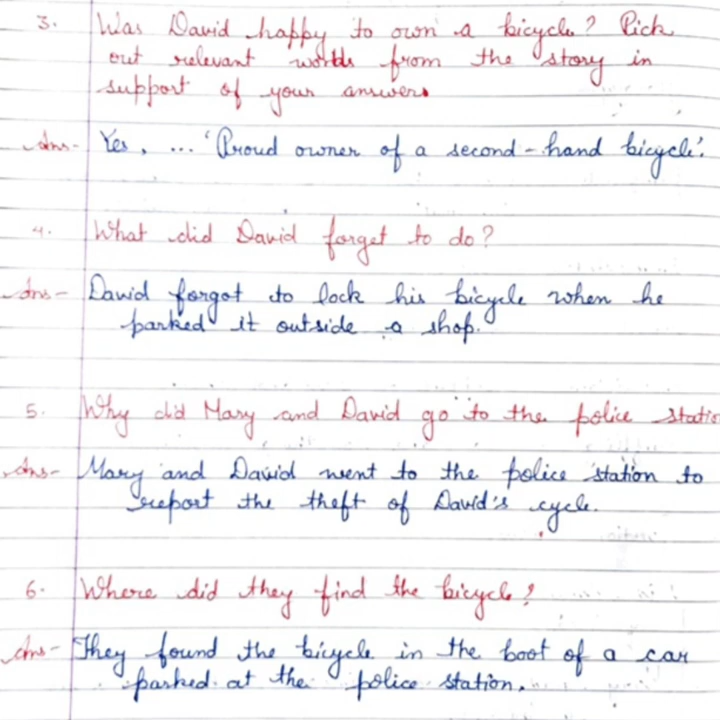 3. Was David happy to own a bicycle? Pick
out relevant words from the story in
support of your answer.
Ans- Yes, ... 'Proud owner of a second-hand bicycle'.
4. What did David forget to do?
Ans- David forgot to lock his bicycle when he
parked it outside a shop.
5. Why did Mary and David go to the police statio
Ans- Mary and David went to the police station to
report the theft of David's cycle.
6. Where did they find the bicycle?
Ans- They found the bicycle in the boot of a car
parked at the police station.